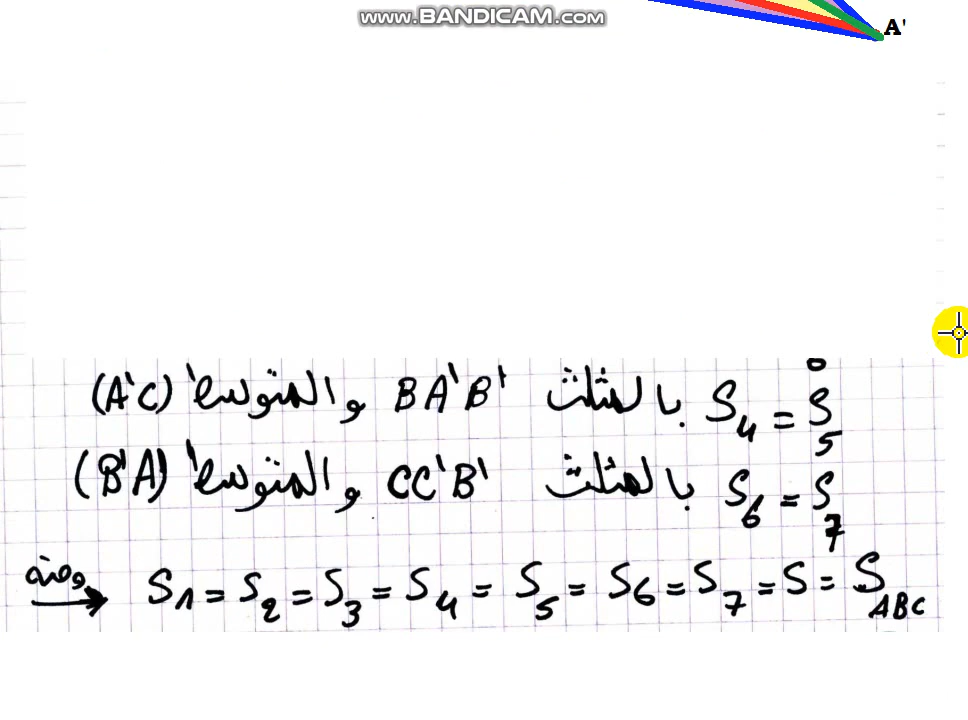 WWW.BANDICAM.COM
A'
S₄ = S₅ بالمثلث BA'B' والمتوسط (A'C)
S₆ = S₇ بالمثلث CC'B' والمتوسط (B'A)
ومنه → S₁ = S₂ = S₃ = S₄ = S₅ = S₆ = S₇ = S = S_ABC